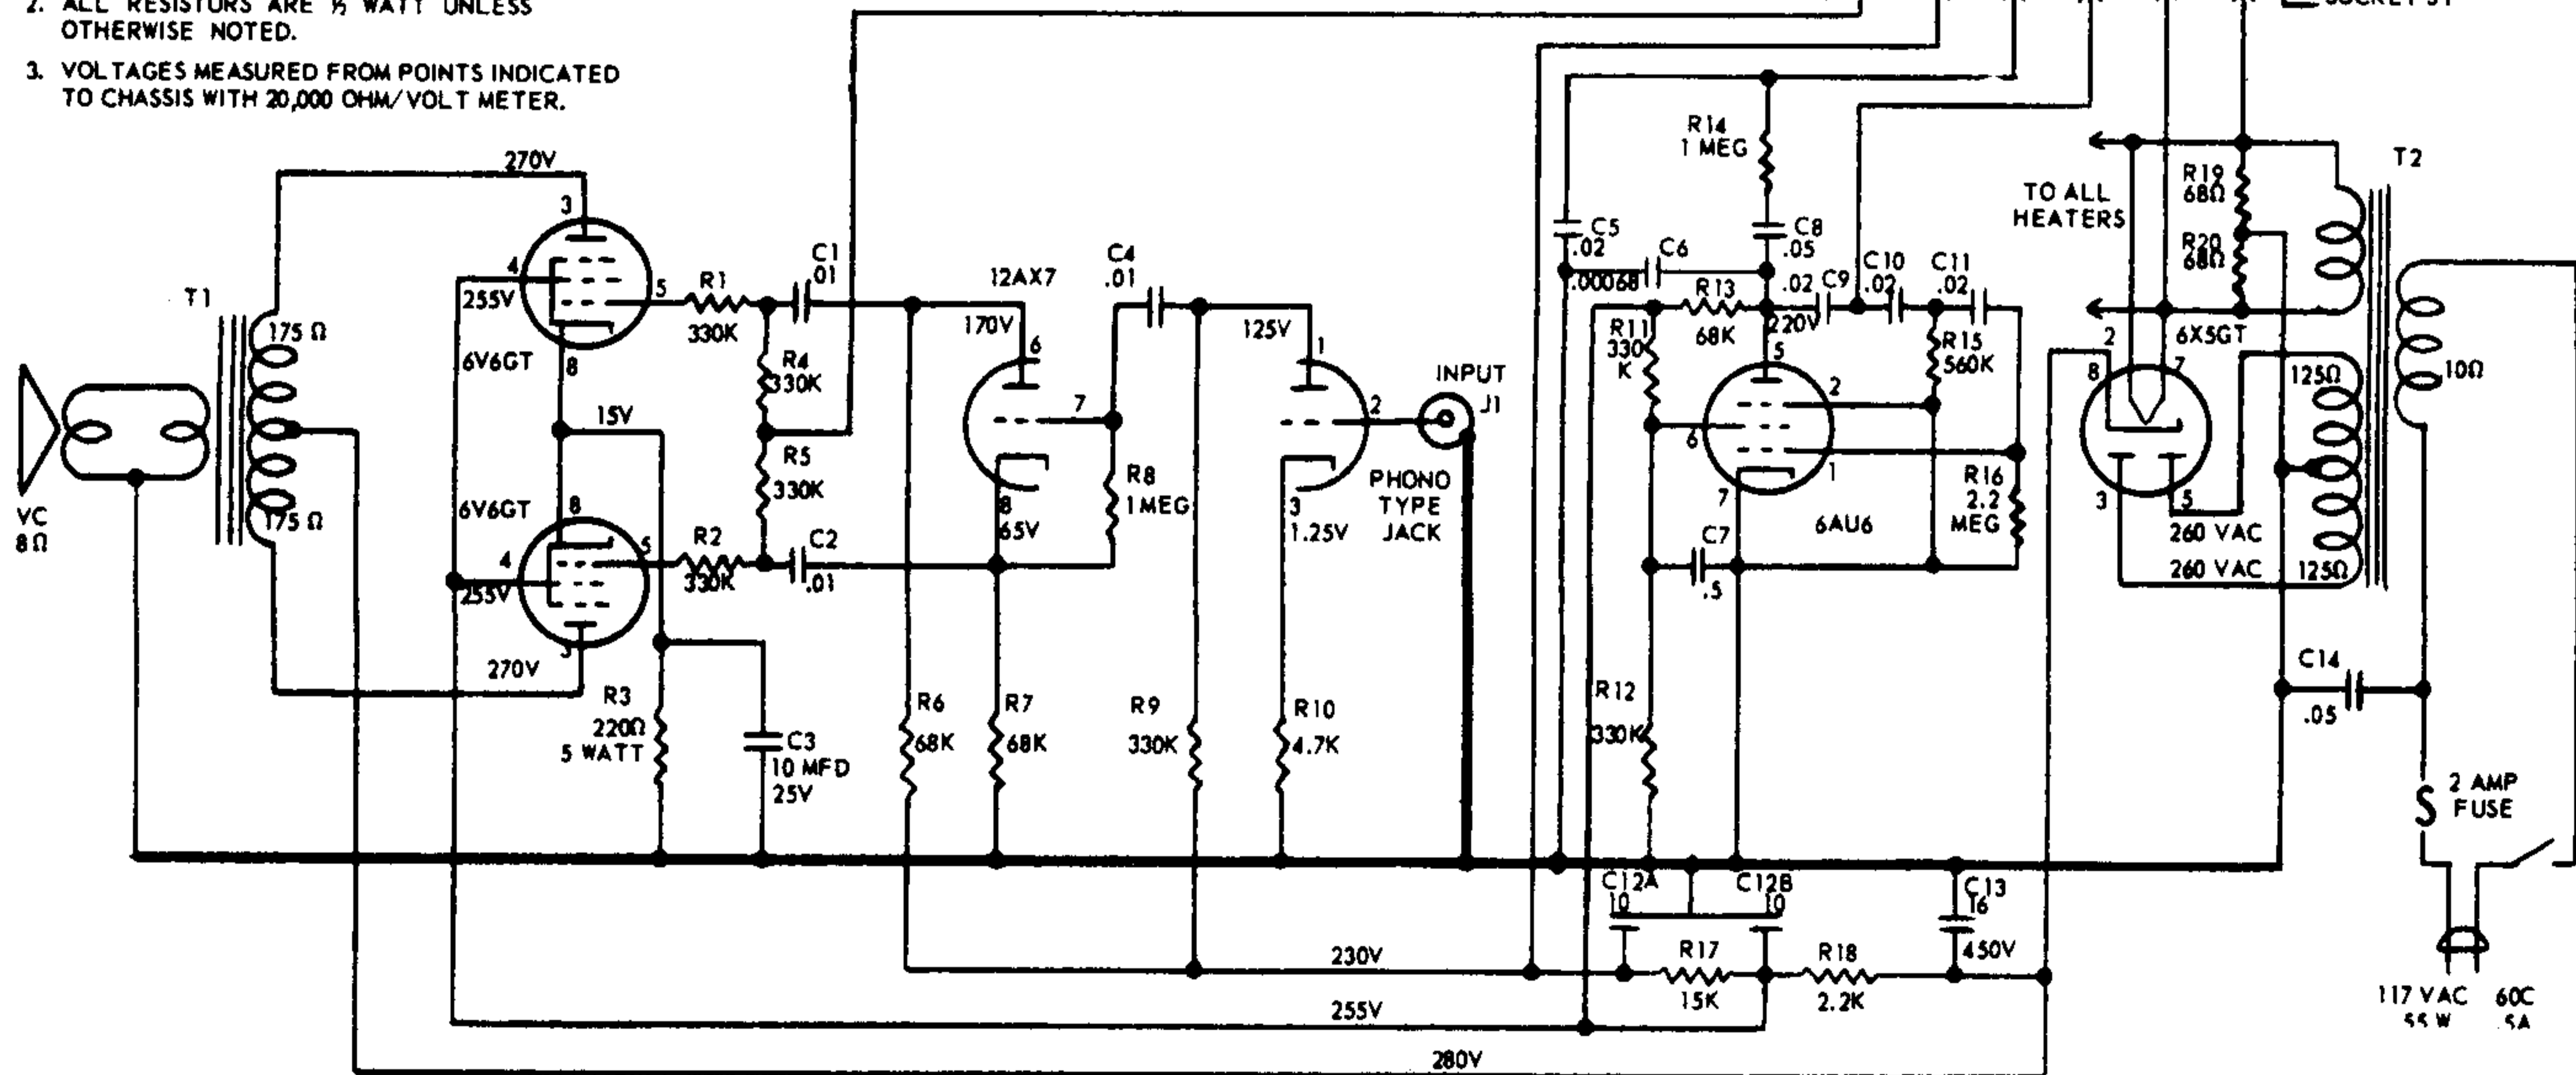 2. ALL RESISTORS ARE ½ WATT UNLESS
OTHERWISE NOTED.
3. VOLTAGES MEASURED FROM POINTS INDICATED
TO CHASSIS WITH 20,000 OHM/VOLT METER.
T1
175 Ω
175 Ω
VC
8Ω
270V
3
4
255V
6V6GT
5
8
15V
6V6GT
8
4
255V
5
3
270V
R1
330K
C1
.01
R4
330K
R5
330K
R2
330K
C2
.01
R3
220Ω
5 WATT
C3
10 MFD
25V
12AX7
170V
6
7
8
65V
C4
.01
R8
1 MEG
125V
1
2
3
1.25V
INPUT
J1
PHONO
TYPE
JACK
R6
68K
R7
68K
R9
330K
R10
4.7K
R14
1 MEG
C5
.02
C6
.00068
C8
.05
R13
68K
220V
.02
C9
C10
.02
C11
.02
R11
330
K
R15
560K
5
2
6
1
7
R16
2.2
MEG
6AU6
C7
.5
R12
330K
TO ALL
HEATERS
R19
68Ω
R20
68Ω
T2
6X5GT
2
8
7
3
5
125Ω
125Ω
10Ω
260 VAC
260 VAC
C14
.05
2 AMP
FUSE
C12A
10
C12B
10
C13
16
450V
R17
15K
R18
2.2K
230V
255V
280V
117 VAC 60C
55 W .5A